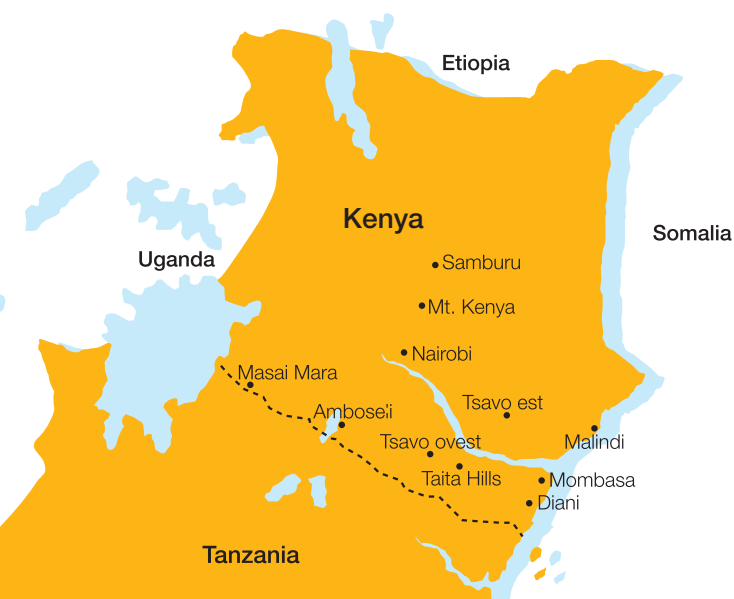 Etiopia
Kenya
Somalia
Uganda
Samburu
Mt. Kenya
Nairobi
Masai Mara
Tsavo est
Amboseli
Malindi
Tsavo ovest
Taita Hills
Mombasa
Diani
Tanzania